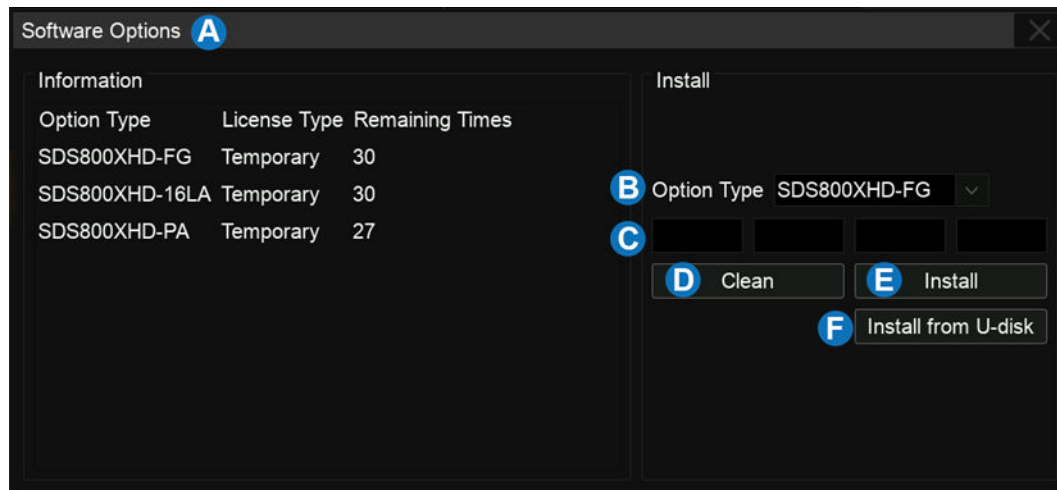 Software Options A
Information
Option Type License Type Remaining Times
SDS800XHD-FG Temporary 30
SDS800XHD-16LA Temporary 30
SDS800XHD-PA Temporary 27
Install
B Option Type SDS800XHD-FG
C
D Clean E Install
F Install from U-disk